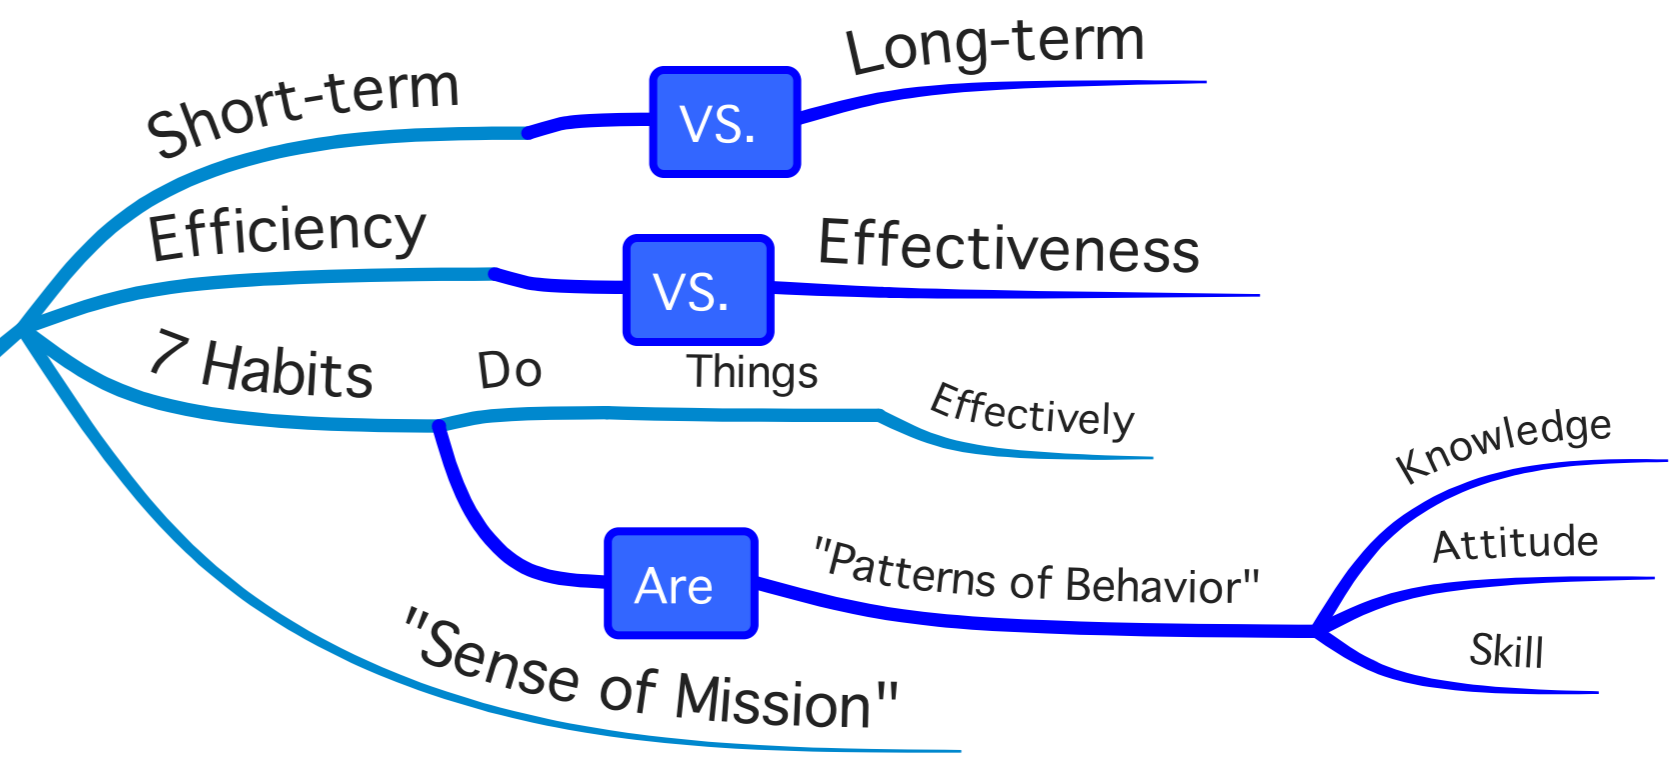 Short-term
VS.
Long-term
Efficiency
VS.
Effectiveness
7 Habits
Do
Things
Effectively
Are
"Patterns of Behavior"
Knowledge
Attitude
Skill
"Sense of Mission"